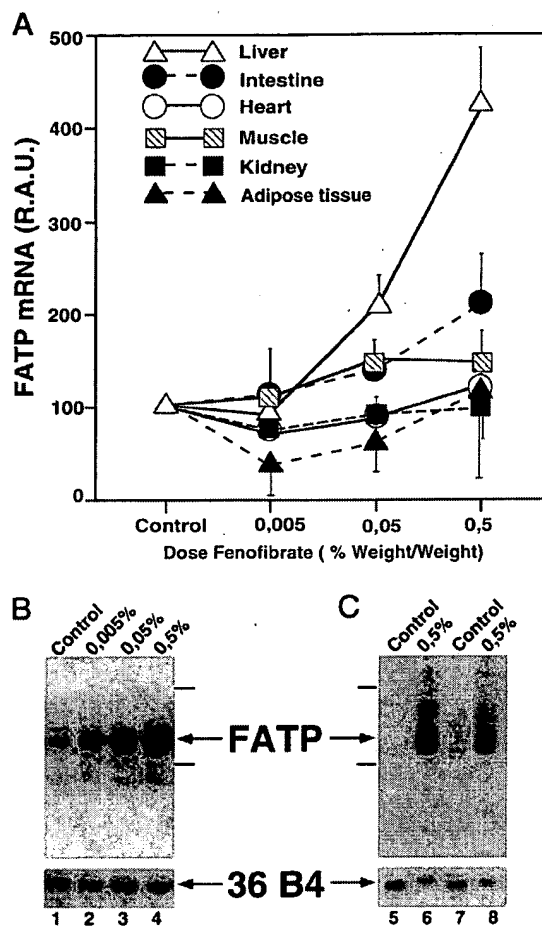 A
500
400
300
200
100
0
FATP mRNA (R.A.U.)
Liver
Intestine
Heart
Muscle
Kidney
Adipose tissue
Control 0,005 0,05 0,5
Dose Fenofibrate ( % Weight/Weight)
B
Control 0,005% 0,05% 0,5%
C
Control 0,5% Control 0,5%
FATP
36 B4
1 2 3 4
5 6 7 8